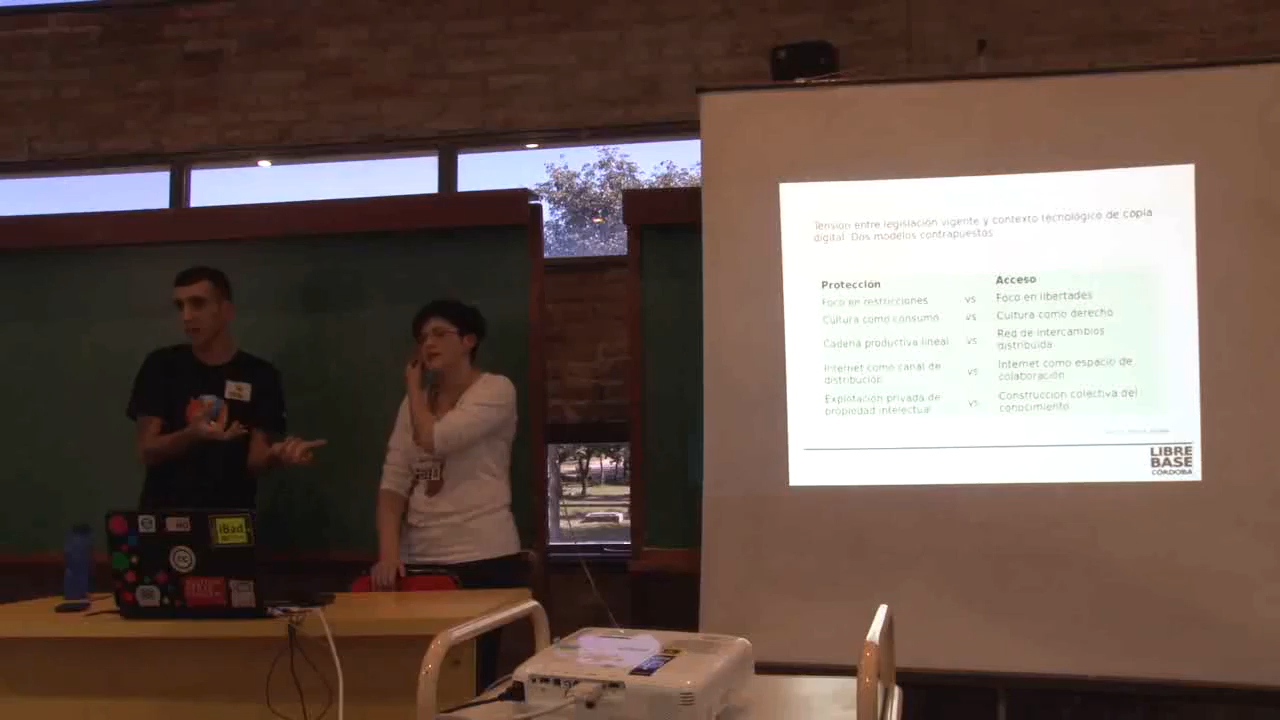 Tensión entre legislación vigente y contexto tecnológico de copia
digital. Dos modelos contrapuestos
Protección Acceso
Foco en restricciones vs Foco en libertades
Cultura como consumo vs Cultura como derecho
Cadena productiva lineal vs Red de intercambios
distribuida
Internet como canal de
distribución vs Internet como espacio de
colaboración
Explotación privada de
propiedad intelectual vs Construcción colectiva del
conocimiento
LIBRE
BASE
CÓRDOBA
iBad
cc